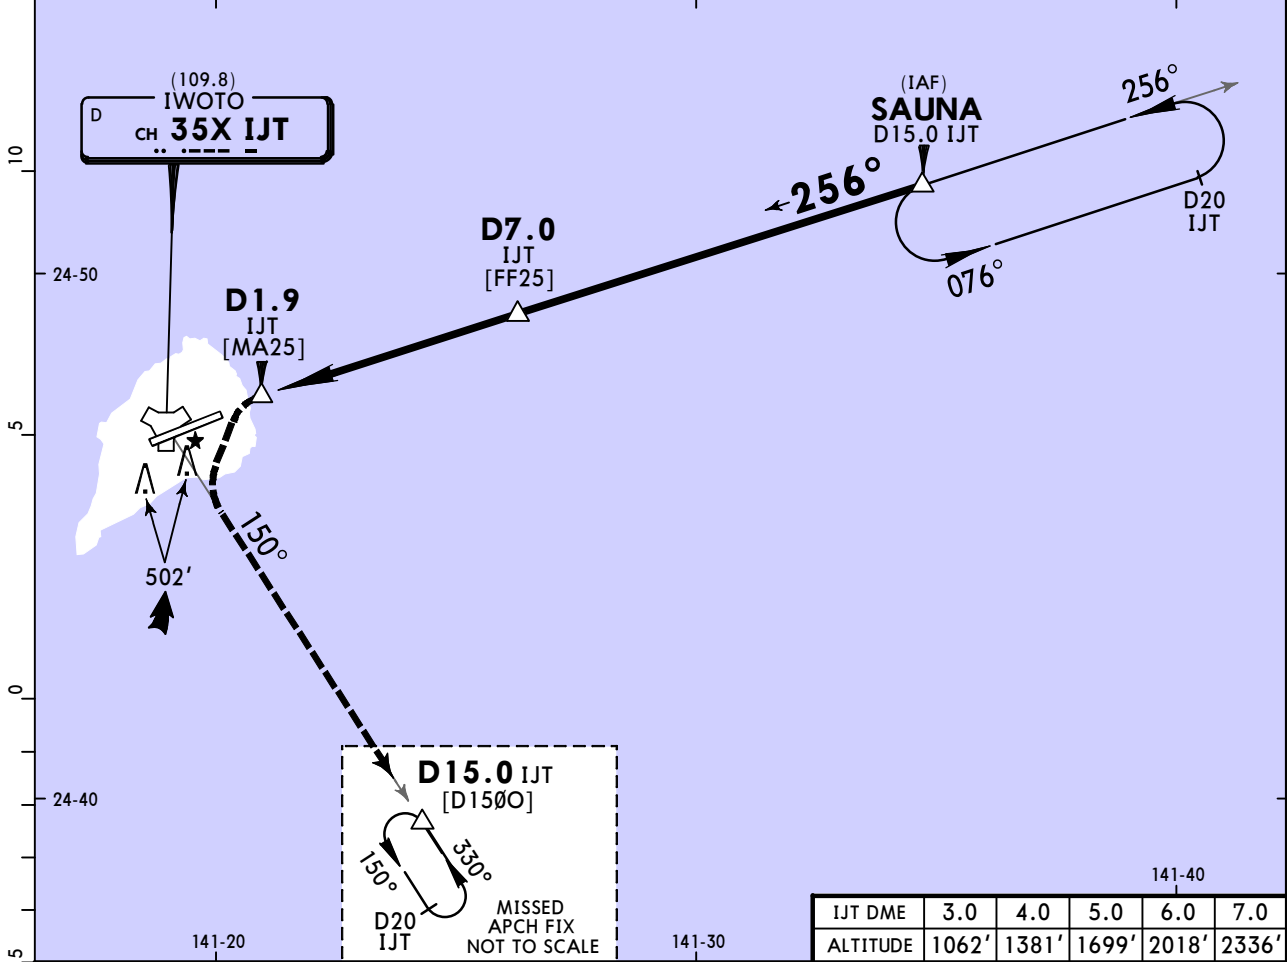 (109.8)
IWOTO
D
CH 35X IJT
(IAF)
SAUNA
D15.0 IJT
256°
256°
076°
D20
IJT
D7.0
IJT
[FF25]
D1.9
IJT
[MA25]
10
24-50
5
150°
502'
0
24-40
5
D15.0 IJT
[D150O]
150°
330°
D20
IJT
MISSED
APCH FIX
NOT TO SCALE
141-20
141-30
141-40
IJT DME 3.0 4.0 5.0 6.0 7.0
ALTITUDE 1062' 1381' 1699' 2018' 2336'